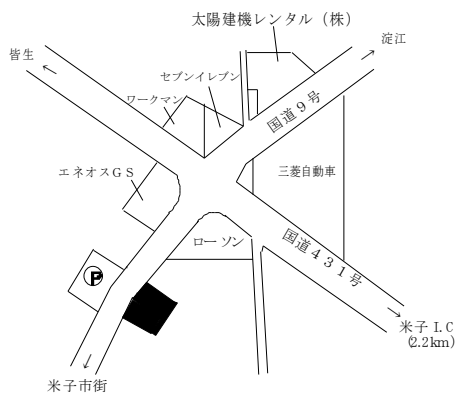 太陽建機レンタル（株）
淀江
皆生
セブンイレブン
ワークマン
国道９号
エネオスＧＳ
三菱自動車
ローソン
国道４３１号
P
米子 I.C
(2.2km)
米子市街